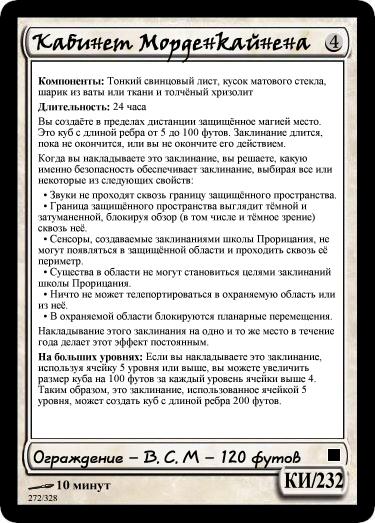 Кабинет Морденкайнена 4
Компоненты: Тонкий свинцовый лист, кусок матового стекла,
шарик из ваты или ткани и толчёный хризолит
Длительность: 24 часа
Вы создаёте в пределах дистанции защищённое магией место.
Это куб с длиной ребра от 5 до 100 футов. Заклинание длится,
пока не окончится, или вы не окончите его действием.
Когда вы накладываете это заклинание, вы решаете, какую
именно безопасность обеспечивает заклинание, выбирая все или
некоторые из следующих свойств:
• Звуки не проходят сквозь границу защищённого пространства.
• Граница защищённого пространства выглядит тёмной и
затуманенной, блокируя обзор (в том числе и тёмное зрение)
сквозь неё.
• Сенсоры, создаваемые заклинаниями школы Прорицания, не
могут появляться в защищённой области и проходить сквозь её
периметр.
• Существа в области не могут становиться целями заклинаний
школы Прорицания.
• Ничто не может телепортироваться в охраняемую область или
из неё.
• В охраняемой области блокируются планарные перемещения.
Накладывание этого заклинания на одно и то же место в течение
года делает этот эффект постоянным.
На больших уровнях: Если вы накладываете это заклинание,
используя ячейку 5 уровня или выше, вы можете увеличить
размер куба на 100 футов за каждый уровень ячейки выше 4.
Таким образом, это заклинание, использованное ячейкой 5
уровня, может создать куб с длиной ребра 200 футов.
Ограждение – В, С, М – 120 футов
КИ/232
10 минут
272/328